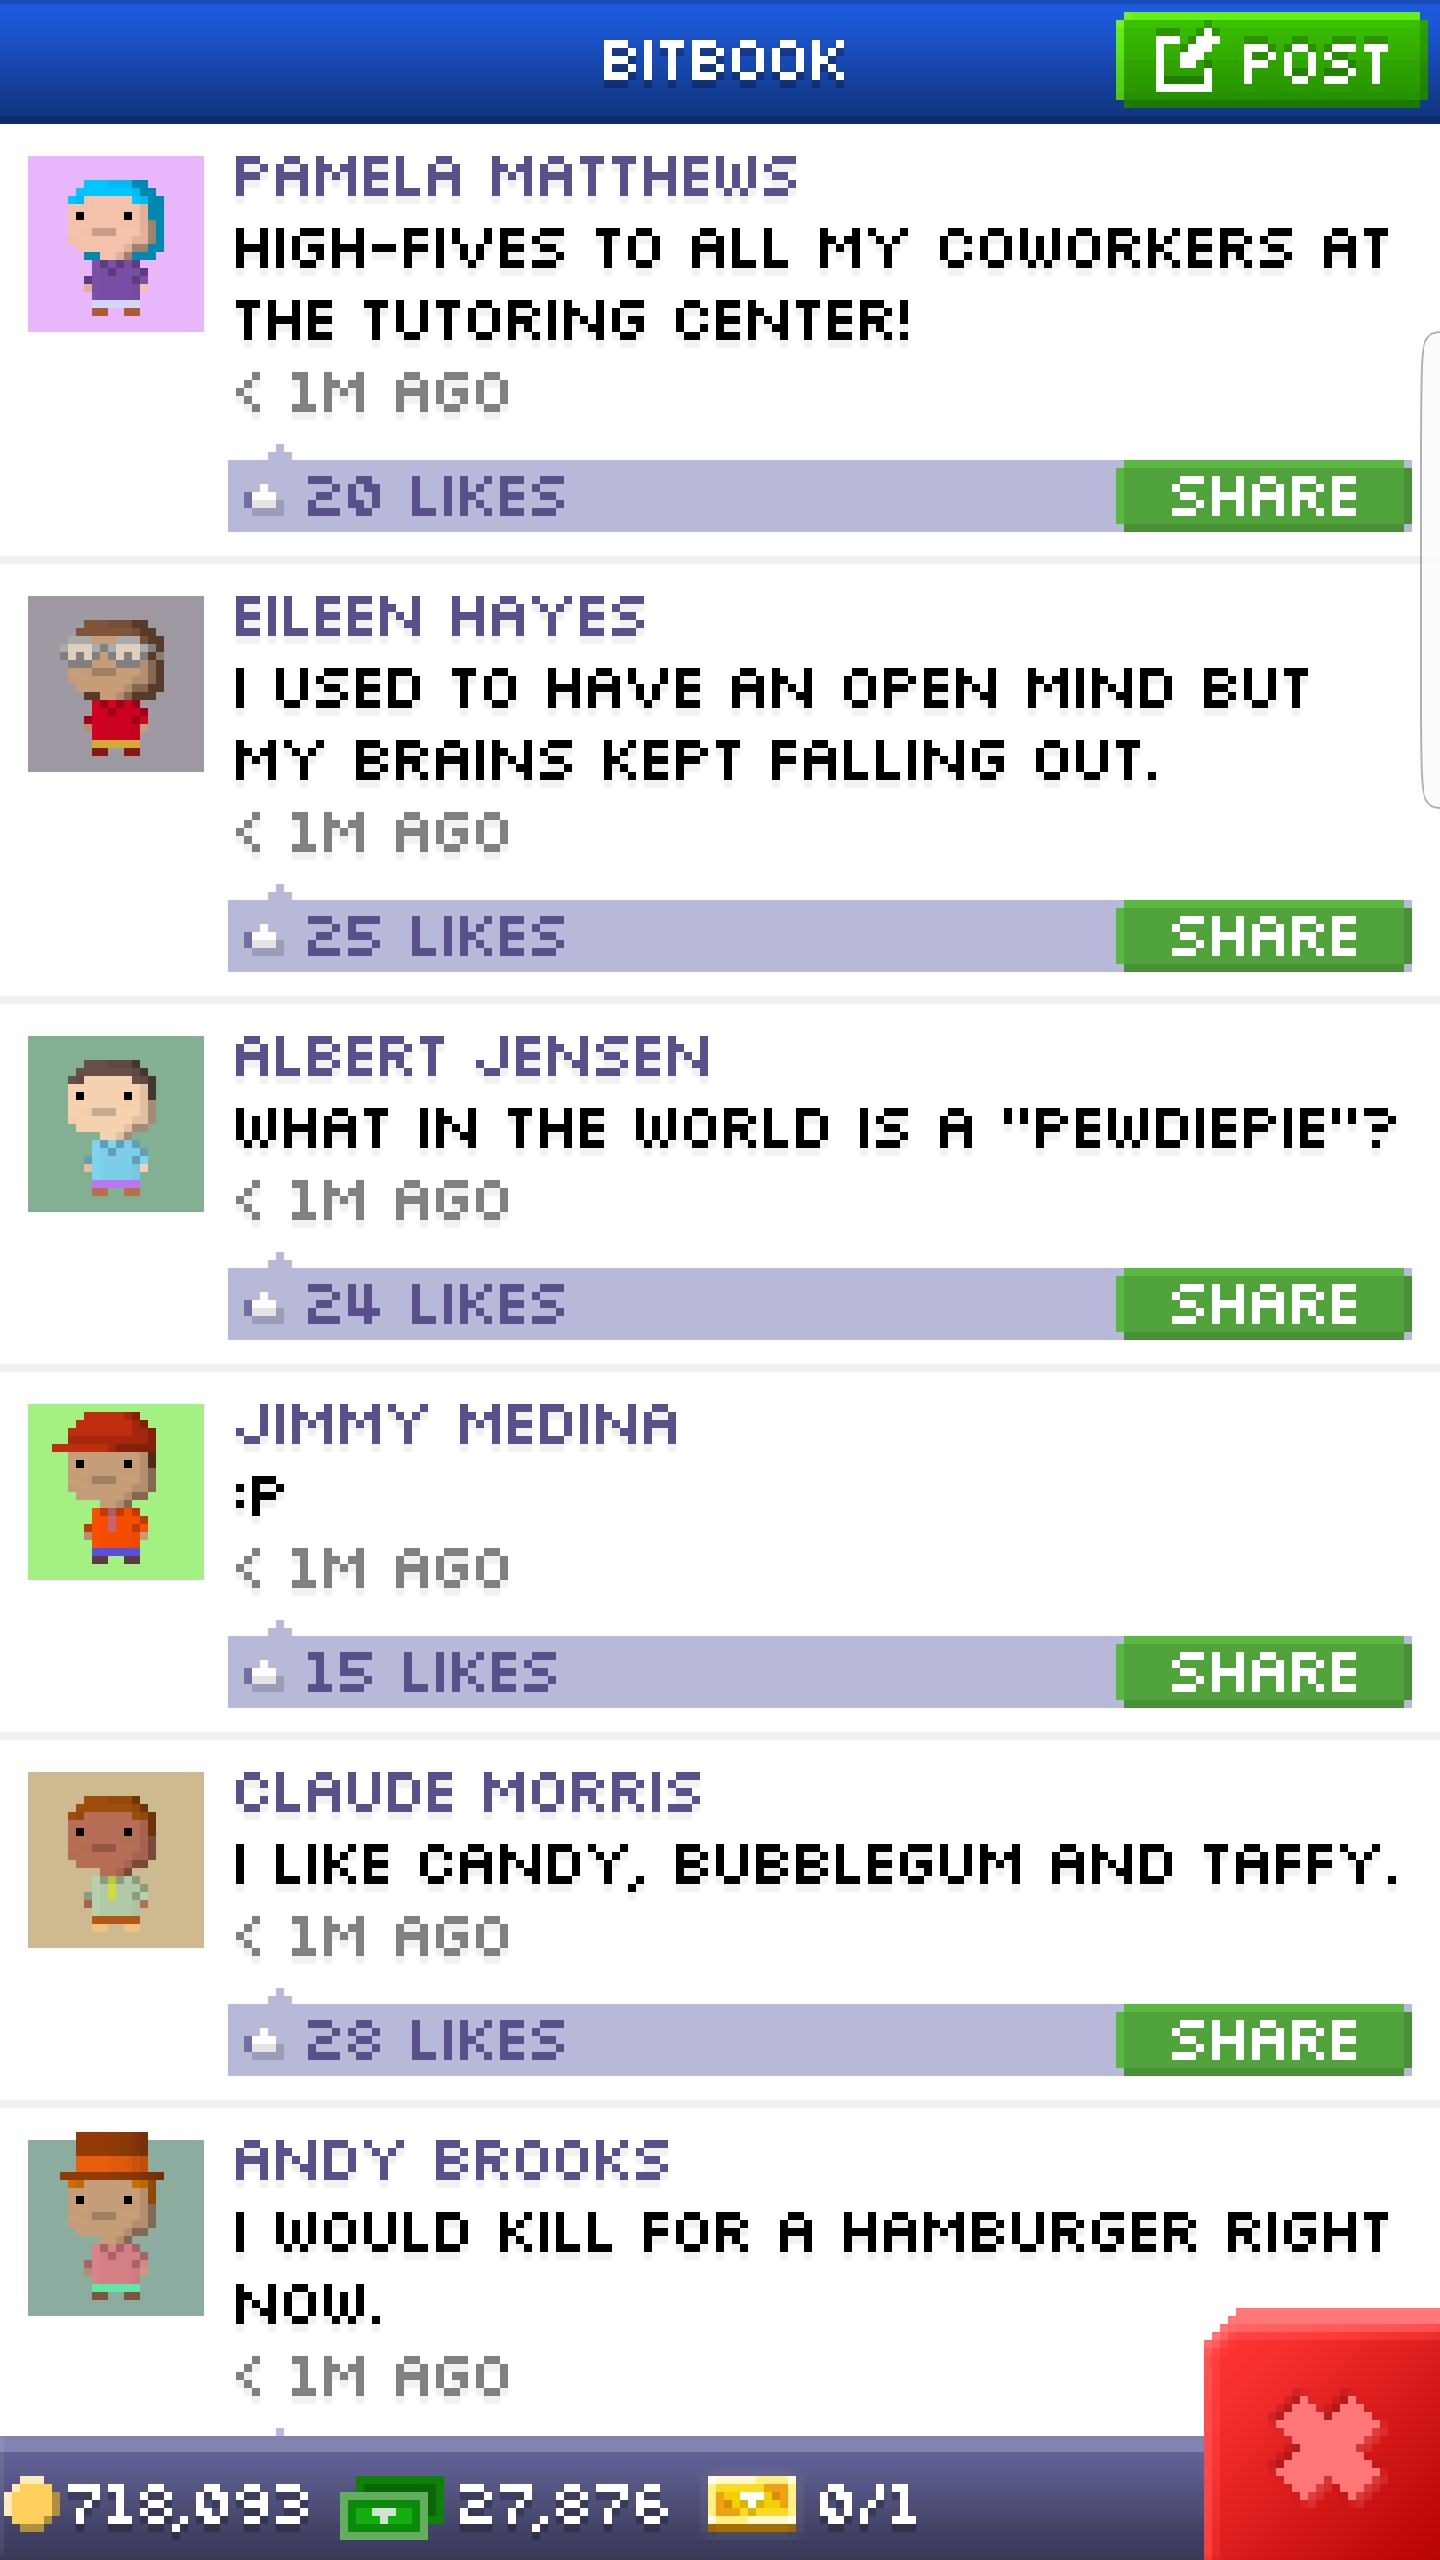 BITBOOK
POST
PAMELA MATTHEWS
HIGH-FIVES TO ALL MY COWORKERS AT
THE TUTORING CENTER!
< 1M AGO
20 LIKES
SHARE
EILEEN HAYES
I USED TO HAVE AN OPEN MIND BUT
MY BRAINS KEPT FALLING OUT.
< 1M AGO
25 LIKES
SHARE
ALBERT JENSEN
WHAT IN THE WORLD IS A "PEWDIEPIE"?
< 1M AGO
24 LIKES
SHARE
JIMMY MEDINA
:P
< 1M AGO
15 LIKES
SHARE
CLAUDE MORRIS
I LIKE CANDY, BUBBLEGUM AND TAFFY.
< 1M AGO
28 LIKES
SHARE
ANDY BROOKS
I WOULD KILL FOR A HAMBURGER RIGHT
NOW.
< 1M AGO
718,093
27,876
0/1